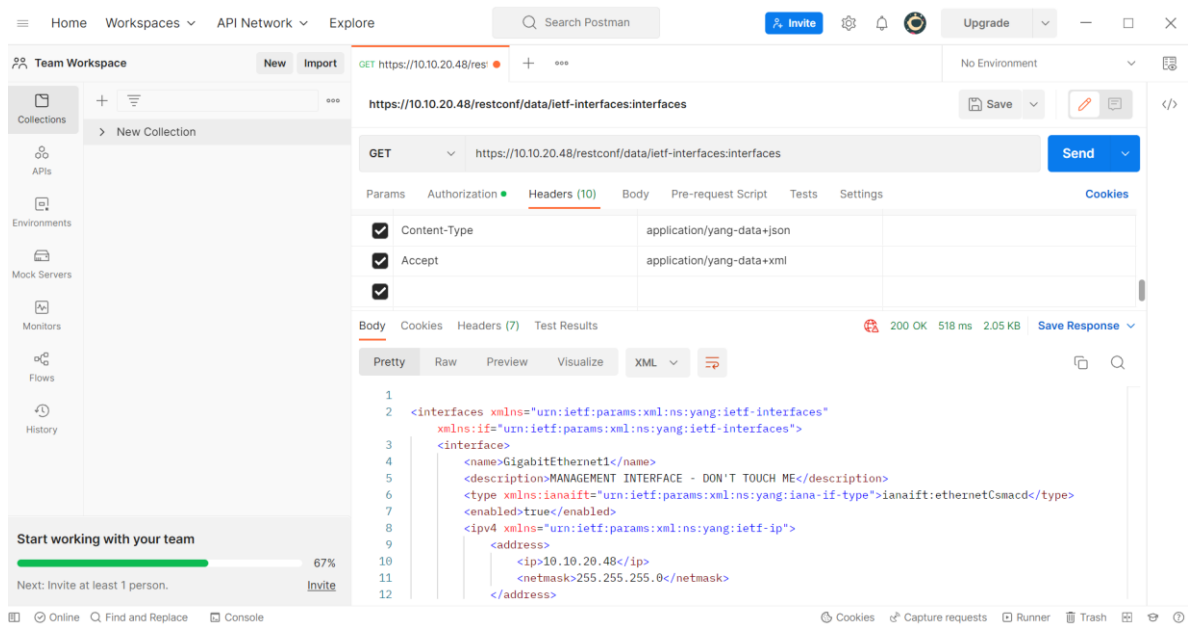 Home Workspaces API Network Explore Search Postman Invite Upgrade
Team Workspace New Import GET https://10.10.20.48/rest No Environment
Collections
APIs
Environments
Mock Servers
Monitors
Flows
History
New Collection
Start working with your team
67%
Next: Invite at least 1 person. Invite
https://10.10.20.48/restconf/data/ietf-interfaces:interfaces Save </>
GET https://10.10.20.48/restconf/data/ietf-interfaces:interfaces Send
Params Authorization Headers (10) Body Pre-request Script Tests Settings Cookies
Content-Type application/yang-data+json
Accept application/yang-data+xml
Body Cookies Headers (7) Test Results 200 OK 518 ms 2.05 KB Save Response
Pretty Raw Preview Visualize XML
1
2 <interfaces xmlns="urn:ietf:params:xml:ns:yang:ietf-interfaces"
xmlns:if="urn:ietf:params:xml:ns:yang:ietf-interfaces">
3 <interface>
4 <name>GigabitEthernet1</name>
5 <description>MANAGEMENT INTERFACE - DON'T TOUCH ME</description>
6 <type xmlns:ianaift="urn:ietf:params:xml:ns:yang:iana-if-type">ianaift:ethernetCsmacd</type>
7 <enabled>true</enabled>
8 <ipv4 xmlns="urn:ietf:params:xml:ns:yang:ietf-ip">
9 <address>
10 <ip>10.10.20.48</ip>
11 <netmask>255.255.255.0</netmask>
12 </address>
Online Find and Replace Console Cookies Capture requests Runner Trash